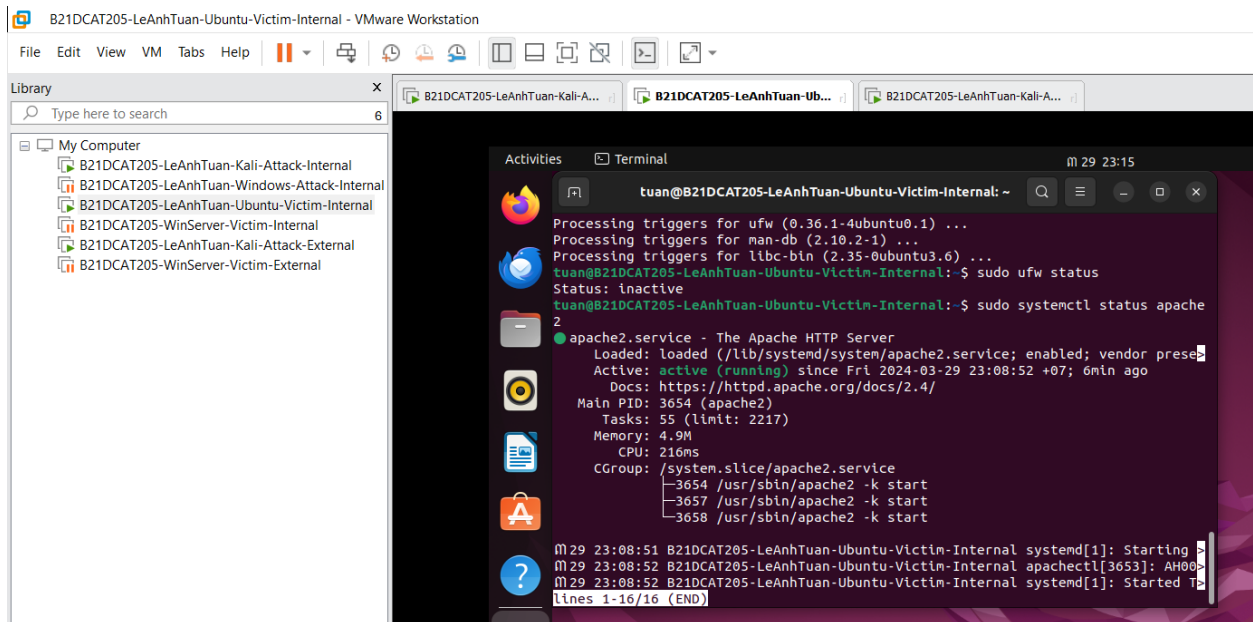 B21DCAT205-LeAnhTuan-Ubuntu-Victim-Internal - VMware Workstation
File Edit View VM Tabs Help
Library X
Type here to search 6
My Computer
B21DCAT205-LeAnhTuan-Kali-Attack-Internal
B21DCAT205-LeAnhTuan-Windows-Attack-Internal
B21DCAT205-LeAnhTuan-Ubuntu-Victim-Internal
B21DCAT205-WinServer-Victim-Internal
B21DCAT205-LeAnhTuan-Kali-Attack-External
B21DCAT205-WinServer-Victim-External
B21DCAT205-LeAnhTuan-Kali-A... B21DCAT205-LeAnhTuan-Ub... B21DCAT205-LeAnhTuan-Kali-A...
Activities Terminal 29 23:15
tuan@B21DCAT205-LeAnhTuan-Ubuntu-Victim-Internal: ~
Processing triggers for ufw (0.36.1-4ubuntu0.1) ...
Processing triggers for man-db (2.10.2-1) ...
Processing triggers for libc-bin (2.35-0ubuntu3.6) ...
tuan@B21DCAT205-LeAnhTuan-Ubuntu-Victim-Internal:~$ sudo ufw status
Status: inactive
tuan@B21DCAT205-LeAnhTuan-Ubuntu-Victim-Internal:~$ sudo systemctl status apache
2
apache2.service - The Apache HTTP Server
Loaded: loaded (/lib/systemd/system/apache2.service; enabled; vendor prese>
Active: active (running) since Fri 2024-03-29 23:08:52 +07; 6min ago
Docs: https://httpd.apache.org/docs/2.4/
Main PID: 3654 (apache2)
Tasks: 55 (limit: 2217)
Memory: 4.9M
CPU: 216ms
CGroup: /system.slice/apache2.service
├─3654 /usr/sbin/apache2 -k start
├─3657 /usr/sbin/apache2 -k start
└─3658 /usr/sbin/apache2 -k start
29 23:08:51 B21DCAT205-LeAnhTuan-Ubuntu-Victim-Internal systemd[1]: Starting >
29 23:08:52 B21DCAT205-LeAnhTuan-Ubuntu-Victim-Internal apachectl[3653]: AH00>
29 23:08:52 B21DCAT205-LeAnhTuan-Ubuntu-Victim-Internal systemd[1]: Started T>
lines 1-16/16 (END)